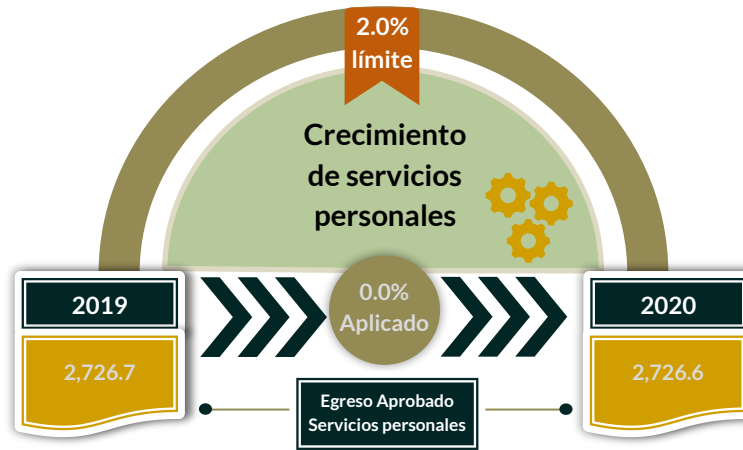 2.0%
límite
Crecimiento
de servicios
personales
2019
0.0%
Aplicado
2020
2,726.7
2,726.6
Egreso Aprobado
Servicios personales